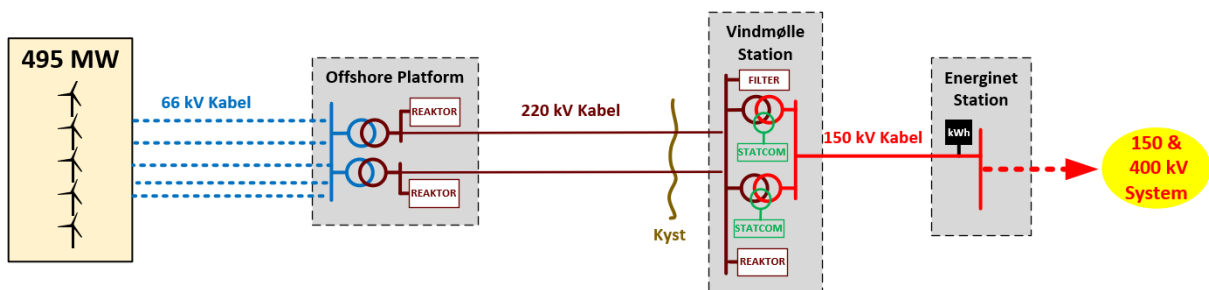 495 MW
66 kV Kabel
Offshore Platform
REAKTOR
REAKTOR
220 kV Kabel
Kyst
Vindmølle
Station
FILTER
STATCOM
STATCOM
REAKTOR
150 kV Kabel
Energinet
Station
kWh
150 &
400 kV
System